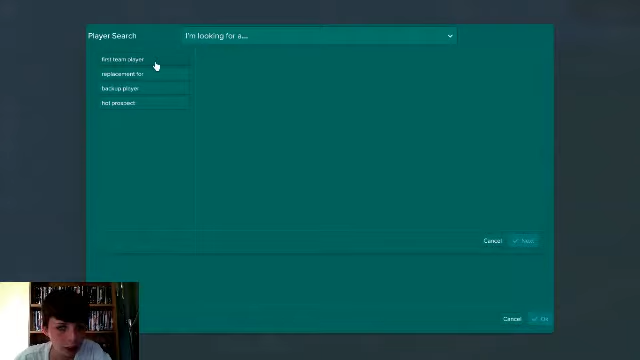 Player Search
I'm looking for a...
first team player
replacement for
backup player
hot prospect
Cancel
Next
Cancel
Ok